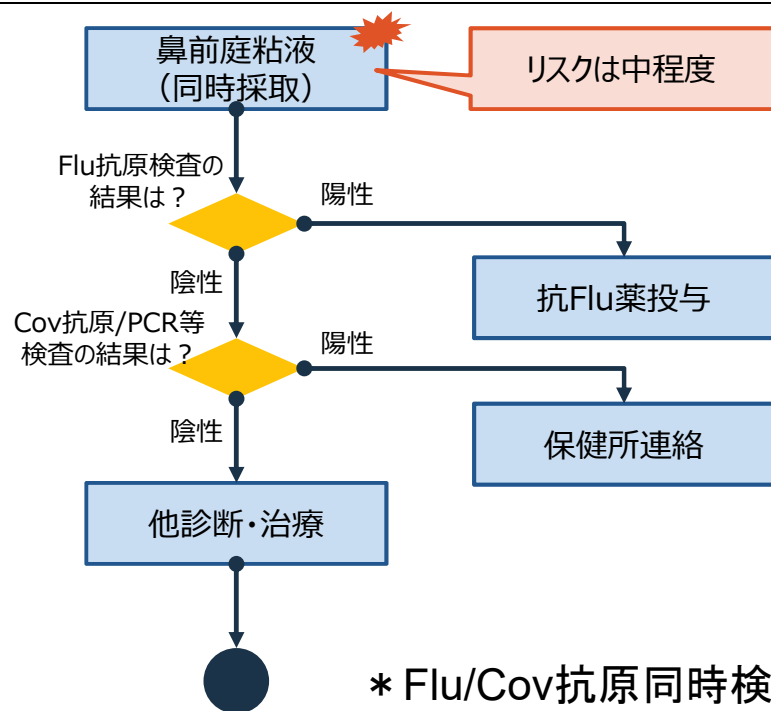 鼻前庭粘液
（同時採取）
リスクは中程度
Flu抗原検査の
結果は？
陽性
抗Flu薬投与
陰性
Cov抗原/PCR等
検査の結果は？
陽性
保健所連絡
陰性
他診断・治療
＊Flu/Cov抗原同時検